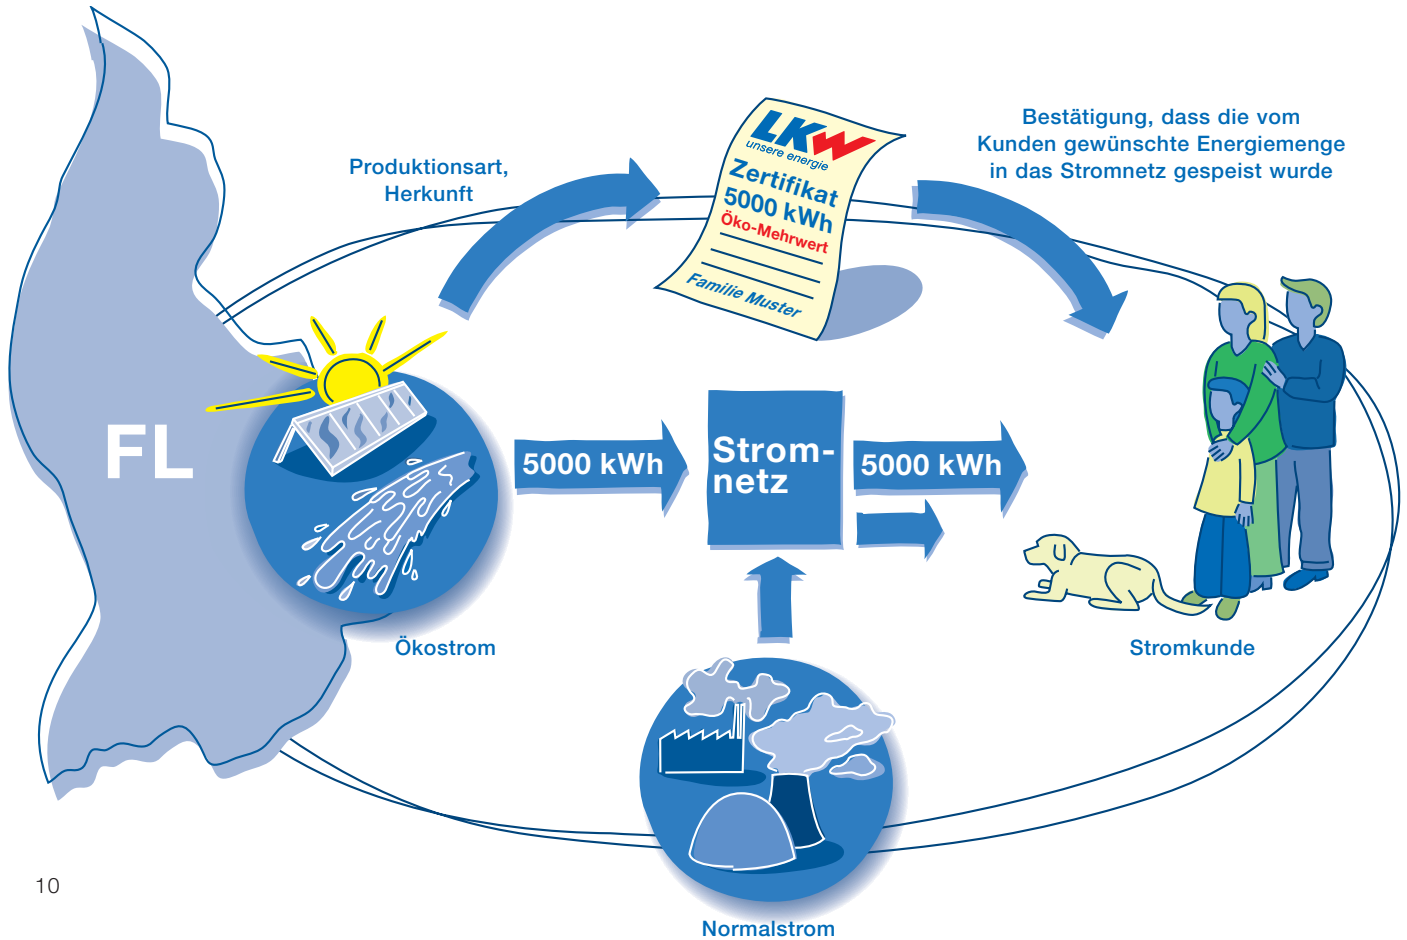 Produktionsart,
Herkunft
LKW
unsere energie
Zertifikat
5000 kWh
Öko-Mehrwert
Familie Muster
Bestätigung, dass die vom
Kunden gewünschte Energiemenge
in das Stromnetz gespeist wurde
FL
5000 kWh
Strom-
netz
5000 kWh
Ökostrom
Stromkunde
Normalstrom
10